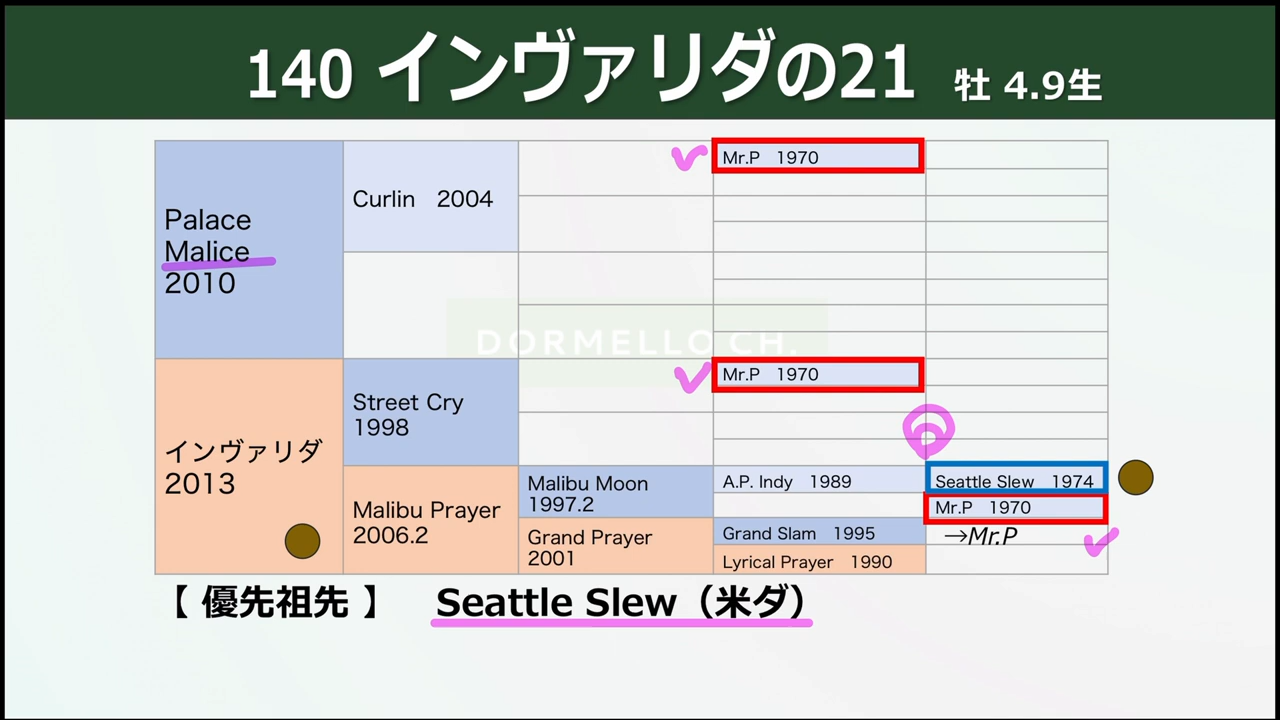 140 インヴァリダの21 牡 4.9生
Mr.P 1970
Curlin 2004
Palace
Malice
2010
DORMELLO CH.
Mr.P 1970
Street Cry
1998
インヴァリダ
2013
Malibu Moon
1997.2
A.P. Indy 1989
Seattle Slew 1974
Mr.P 1970
Malibu Prayer
2006.2
Grand Prayer
2001
Grand Slam 1995
→Mr.P
Lyrical Prayer 1990
【 優先祖先 】 Seattle Slew（米ダ）